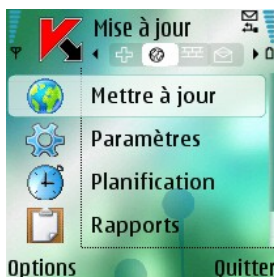 Mise à jour
Mettre à jour
Paramètres
Planification
Rapports
Options Quitter